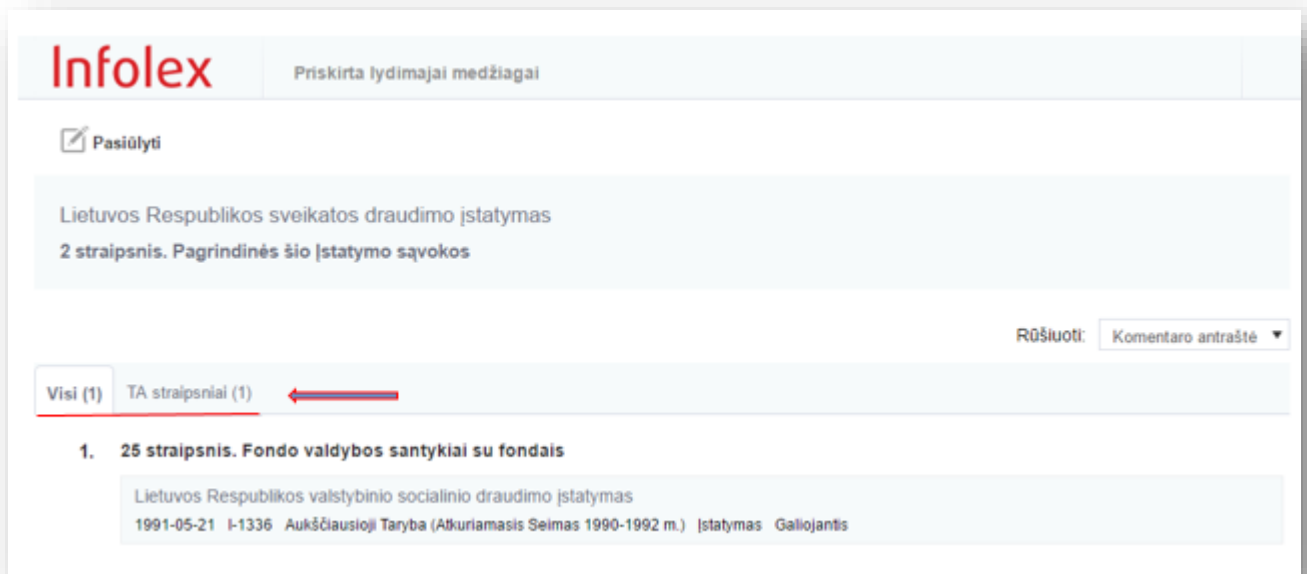 Infolex
Priskirta lydimajai medžiagai
Pasiūlyti
Lietuvos Respublikos sveikatos draudimo įstatymas
2 straipsnis. Pagrindinės šio Įstatymo sąvokos
Rūšiuoti: Komentaro antraštė
Visi (1) TA straipsniai (1)
1. 25 straipsnis. Fondo valdybos santykiai su fondais
Lietuvos Respublikos valstybinio socialinio draudimo įstatymas
1991-05-21 I-1336 Aukščiausioji Taryba (Atkuriamasis Seimas 1990-1992 m.) Įstatymas Galiojantis